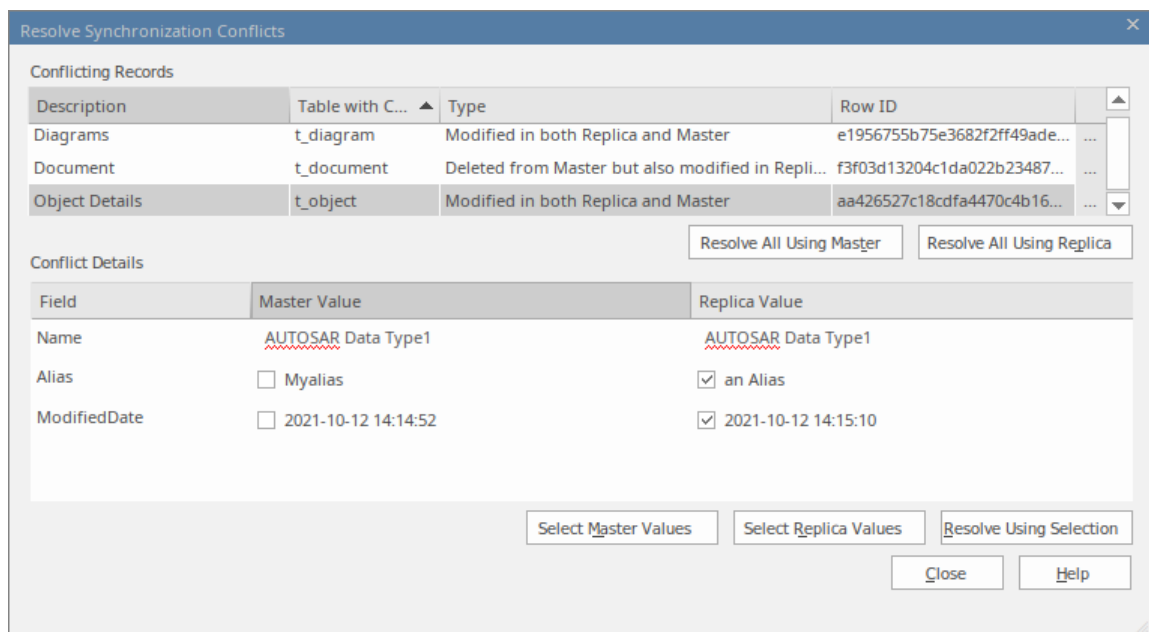 Resolve Synchronization Conflicts
Conflicting Records
Description Table with C... Type Row ID
Diagrams t_diagram Modified in both Replica and Master e1956755b75e3682f2ff49ade... ...
Document t_document Deleted from Master but also modified in Repli... f3f03d13204c1da022b23487... ...
Object Details t_object Modified in both Replica and Master aa426527c18cdfa4470c4b16... ...
Resolve All Using Master Resolve All Using Replica
Conflict Details
Field Master Value Replica Value
Name AUTOSAR Data Type1 AUTOSAR Data Type1
Alias Myalias an Alias
ModifiedDate 2021-10-12 14:14:52 2021-10-12 14:15:10
Select Master Values Select Replica Values Resolve Using Selection
Close Help